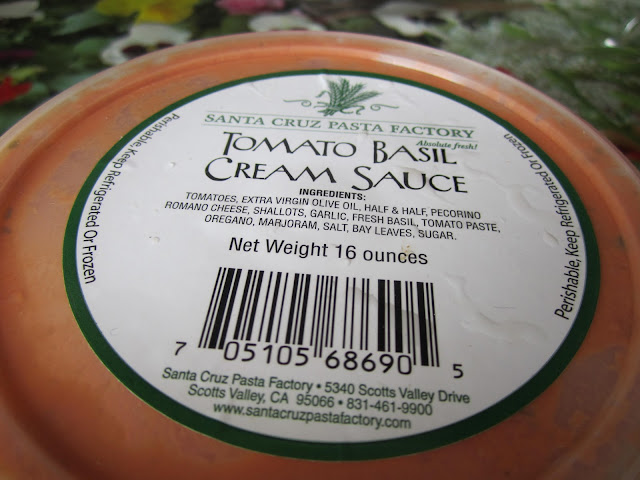 SANTA CRUZ PASTA FACTORY
Absolute fresh!
TOMATO BASIL
CREAM SAUCE
INGREDIENTS:
TOMATOES, EXTRA VIRGIN OLIVE OIL, HALF & HALF, PECORINO
ROMANO CHEESE, SHALLOTS, GARLIC, FRESH BASIL, TOMATO PASTE,
OREGANO, MARJORAM, SALT, BAY LEAVES, SUGAR.
Net Weight 16 ounces
7 05105 68690 5
Santa Cruz Pasta Factory • 5340 Scotts Valley Drive
Scotts Valley, CA 95066 • 831-461-9900
www.santacruzpastafactory.com
Perishable Keep Refrigerated Or Frozen
Perishable, Keep Refrigerated Or Frozen